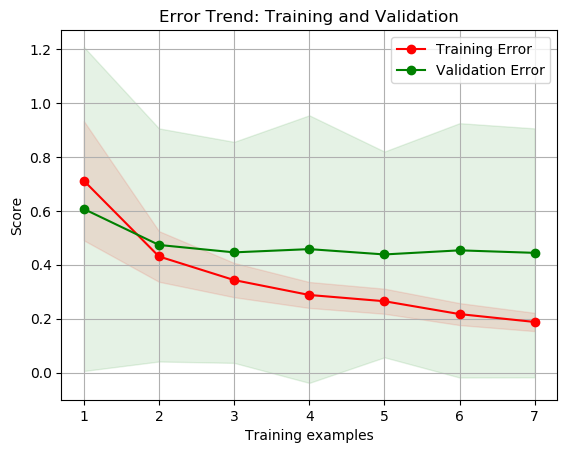 Error Trend: Training and Validation
Training Error
Validation Error
Score
1.2
1.0
0.8
0.6
0.4
0.2
0.0
1 2 3 4 5 6 7
Training examples